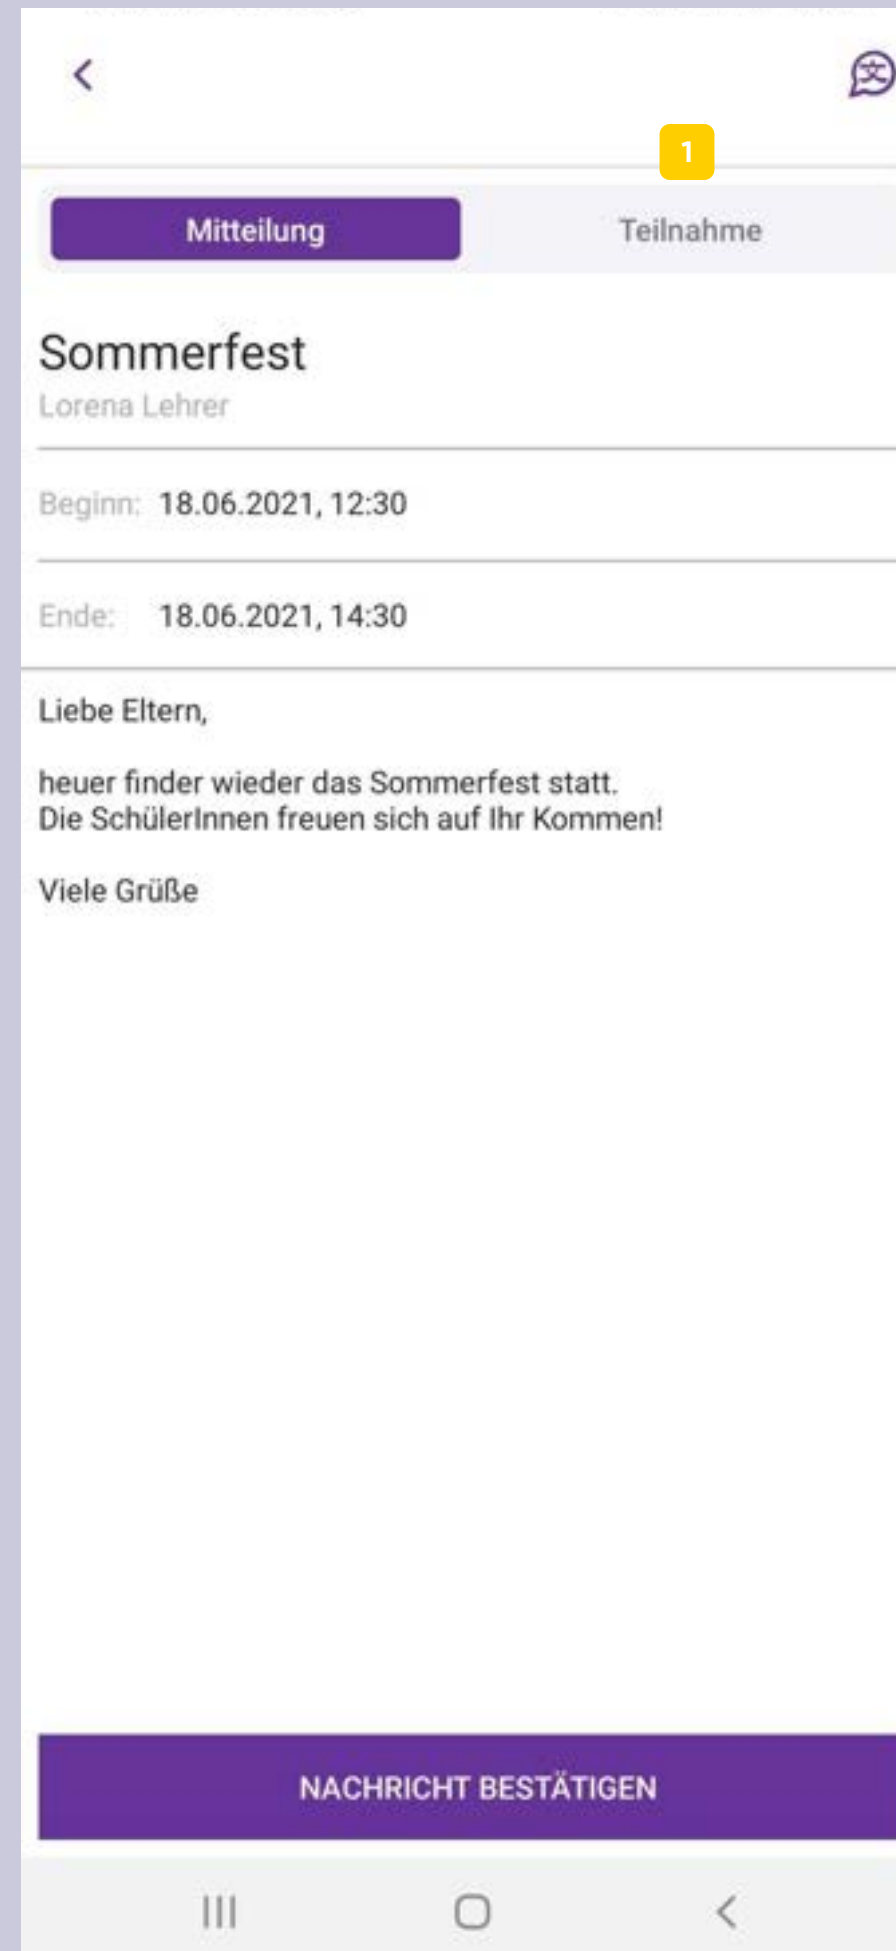 1
Mitteilung
Teilnahme
Sommerfest
Lorena Lehrer
Beginn: 18.06.2021, 12:30
Ende: 18.06.2021, 14:30
Liebe Eltern,
heuer finder wieder das Sommerfest statt.
Die SchülerInnen freuen sich auf Ihr Kommen!
Viele Grüße
NACHRICHT BESTÄTIGEN